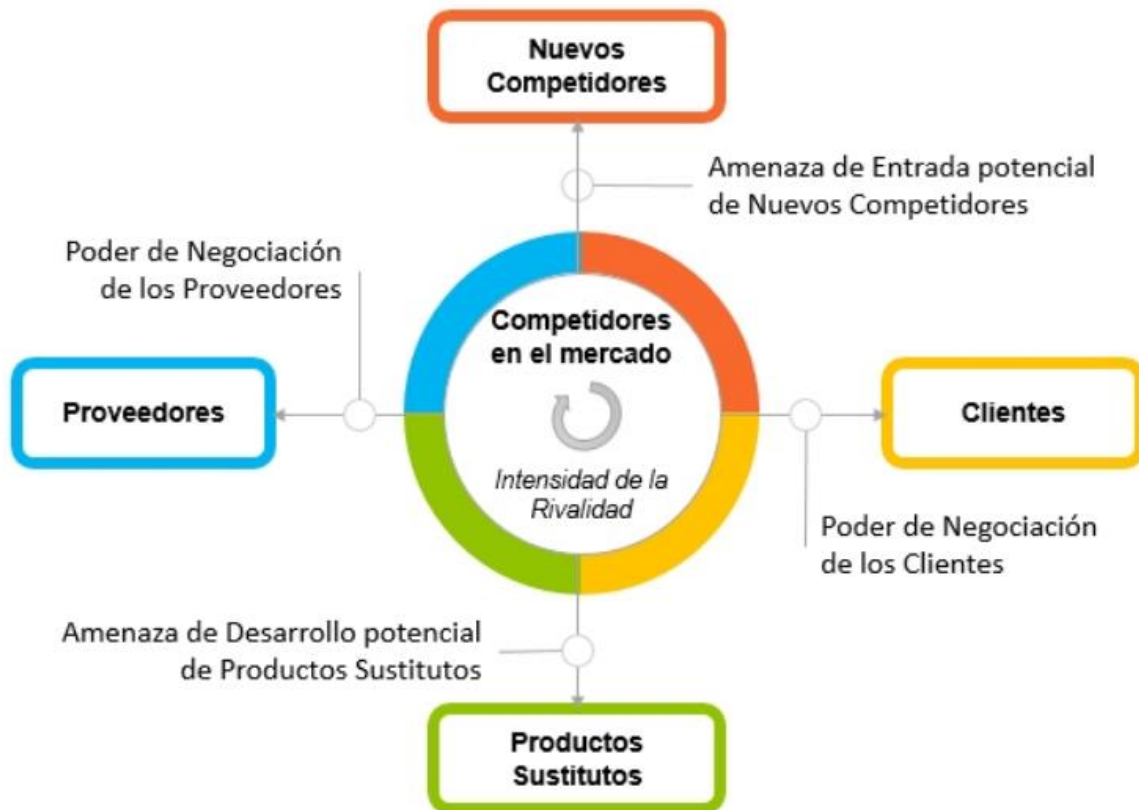 Nuevos
Competidores
Amenaza de Entrada potencial
de Nuevos Competidores
Poder de Negociación
de los Proveedores
Competidores
en el mercado
Proveedores
Clientes
Intensidad de la
Rivalidad
Poder de Negociación
de los Clientes
Amenaza de Desarrollo potencial
de Productos Sustitutos
Productos
Sustitutos